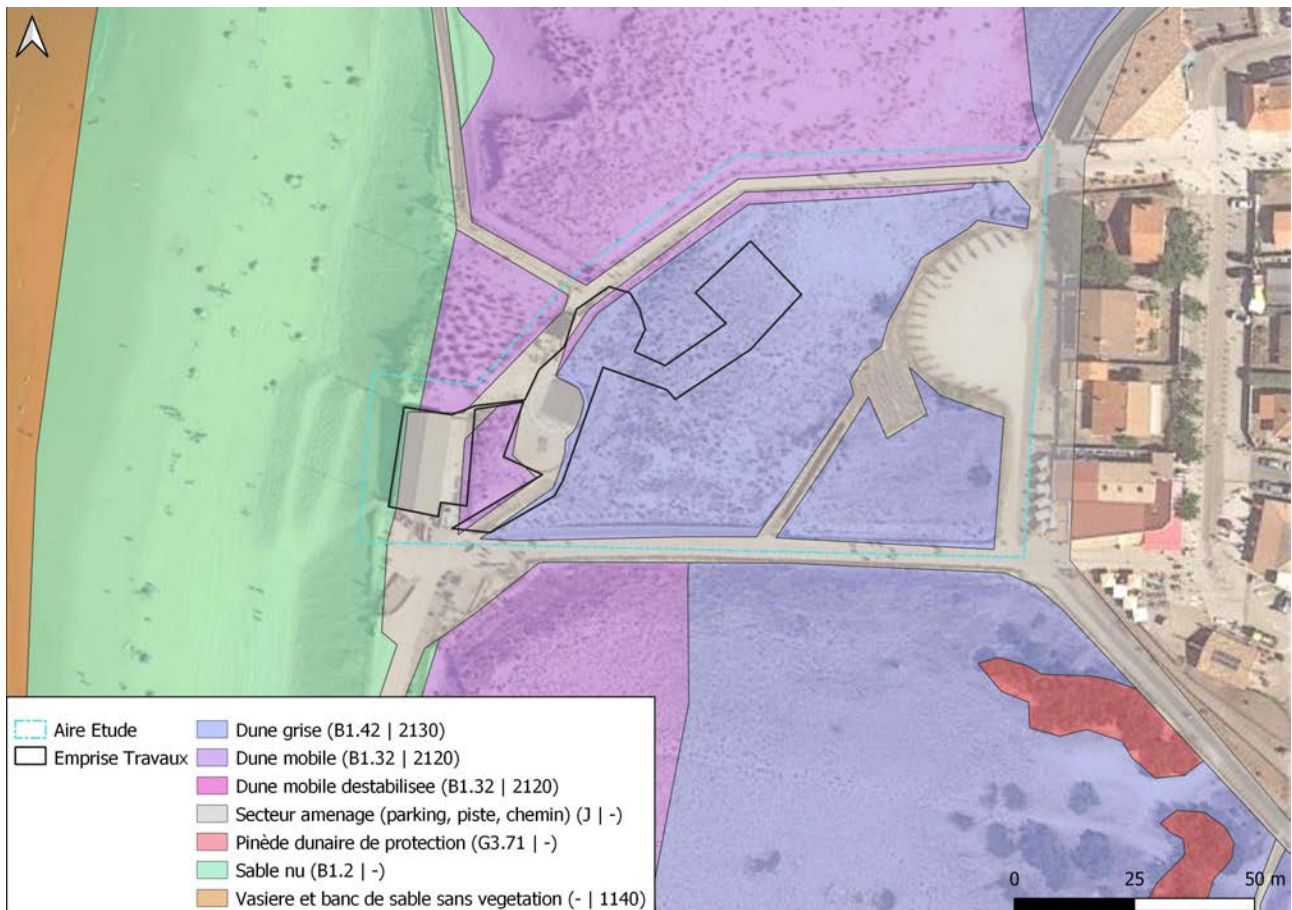 Aire Etude
Emprise Travaux
Dune grise (B1.42 | 2130)
Dune mobile (B1.32 | 2120)
Dune mobile destabilisee (B1.32 | 2120)
Secteur amenage (parking, piste, chemin) (J | -)
Pinède dunaire de protection (G3.71 | -)
Sable nu (B1.2 | -)
Vasiere et banc de sable sans vegetation (- | 1140)
0 25 50 m